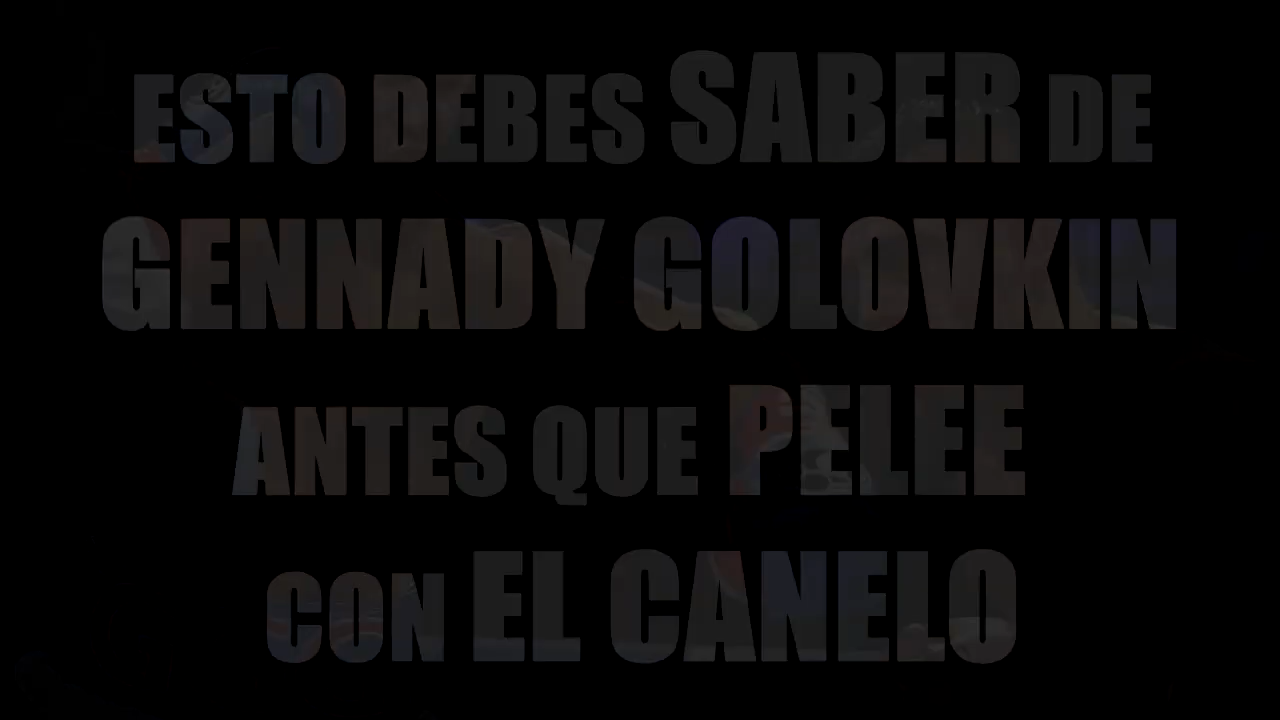 ESTO DEBES SABER DE
GENNADY GOLOVKIN
ANTES QUE PELEE
CON EL CANELO